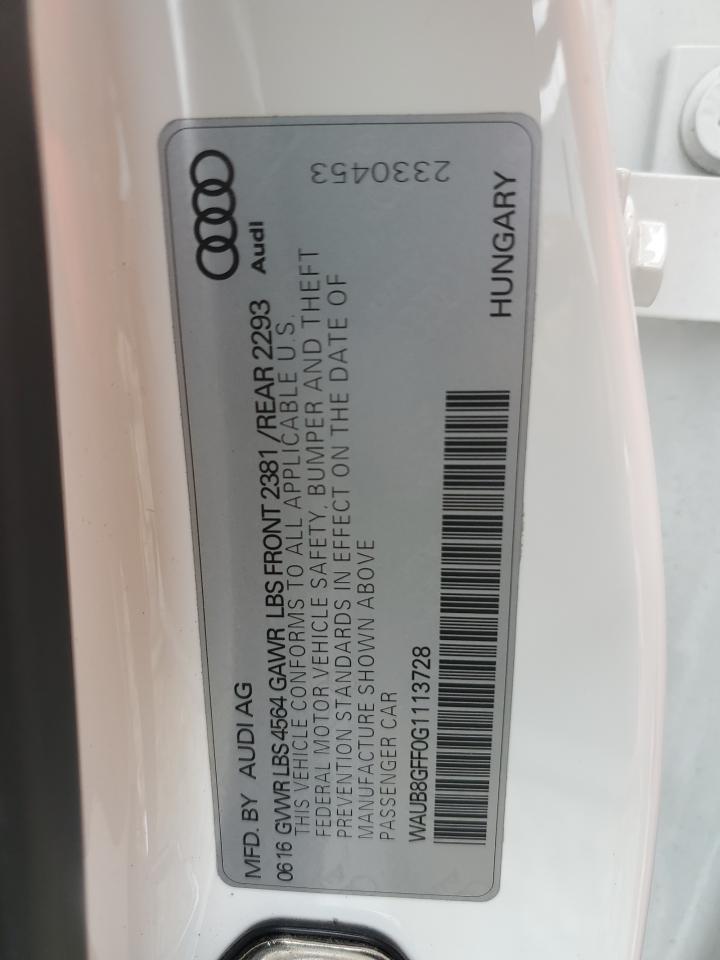 MFD. BY AUDI AG
Audi
0616 GVWR LBS 4564 GAWR LBS FRONT 2381 /REAR 2293
THIS VEHICLE CONFORMS TO ALL APPLICABLE U.S.
FEDERAL MOTOR VEHICLE SAFETY, BUMPER AND THEFT
PREVENTION STANDARDS IN EFFECT ON THE DATE OF
MANUFACTURE SHOWN ABOVE
PASSENGER CAR
2330453
WAUB8GFF0G1113728
HUNGARY